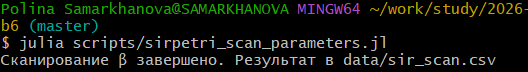 Polina Samarkhanova@SAMARKHANOVA MINGW64 ~/work/study/2026-
b6 (master)
$ julia scripts/sirpetri_scan_parameters.jl
Сканирование β завершено. Результат в data/sir_scan.csv